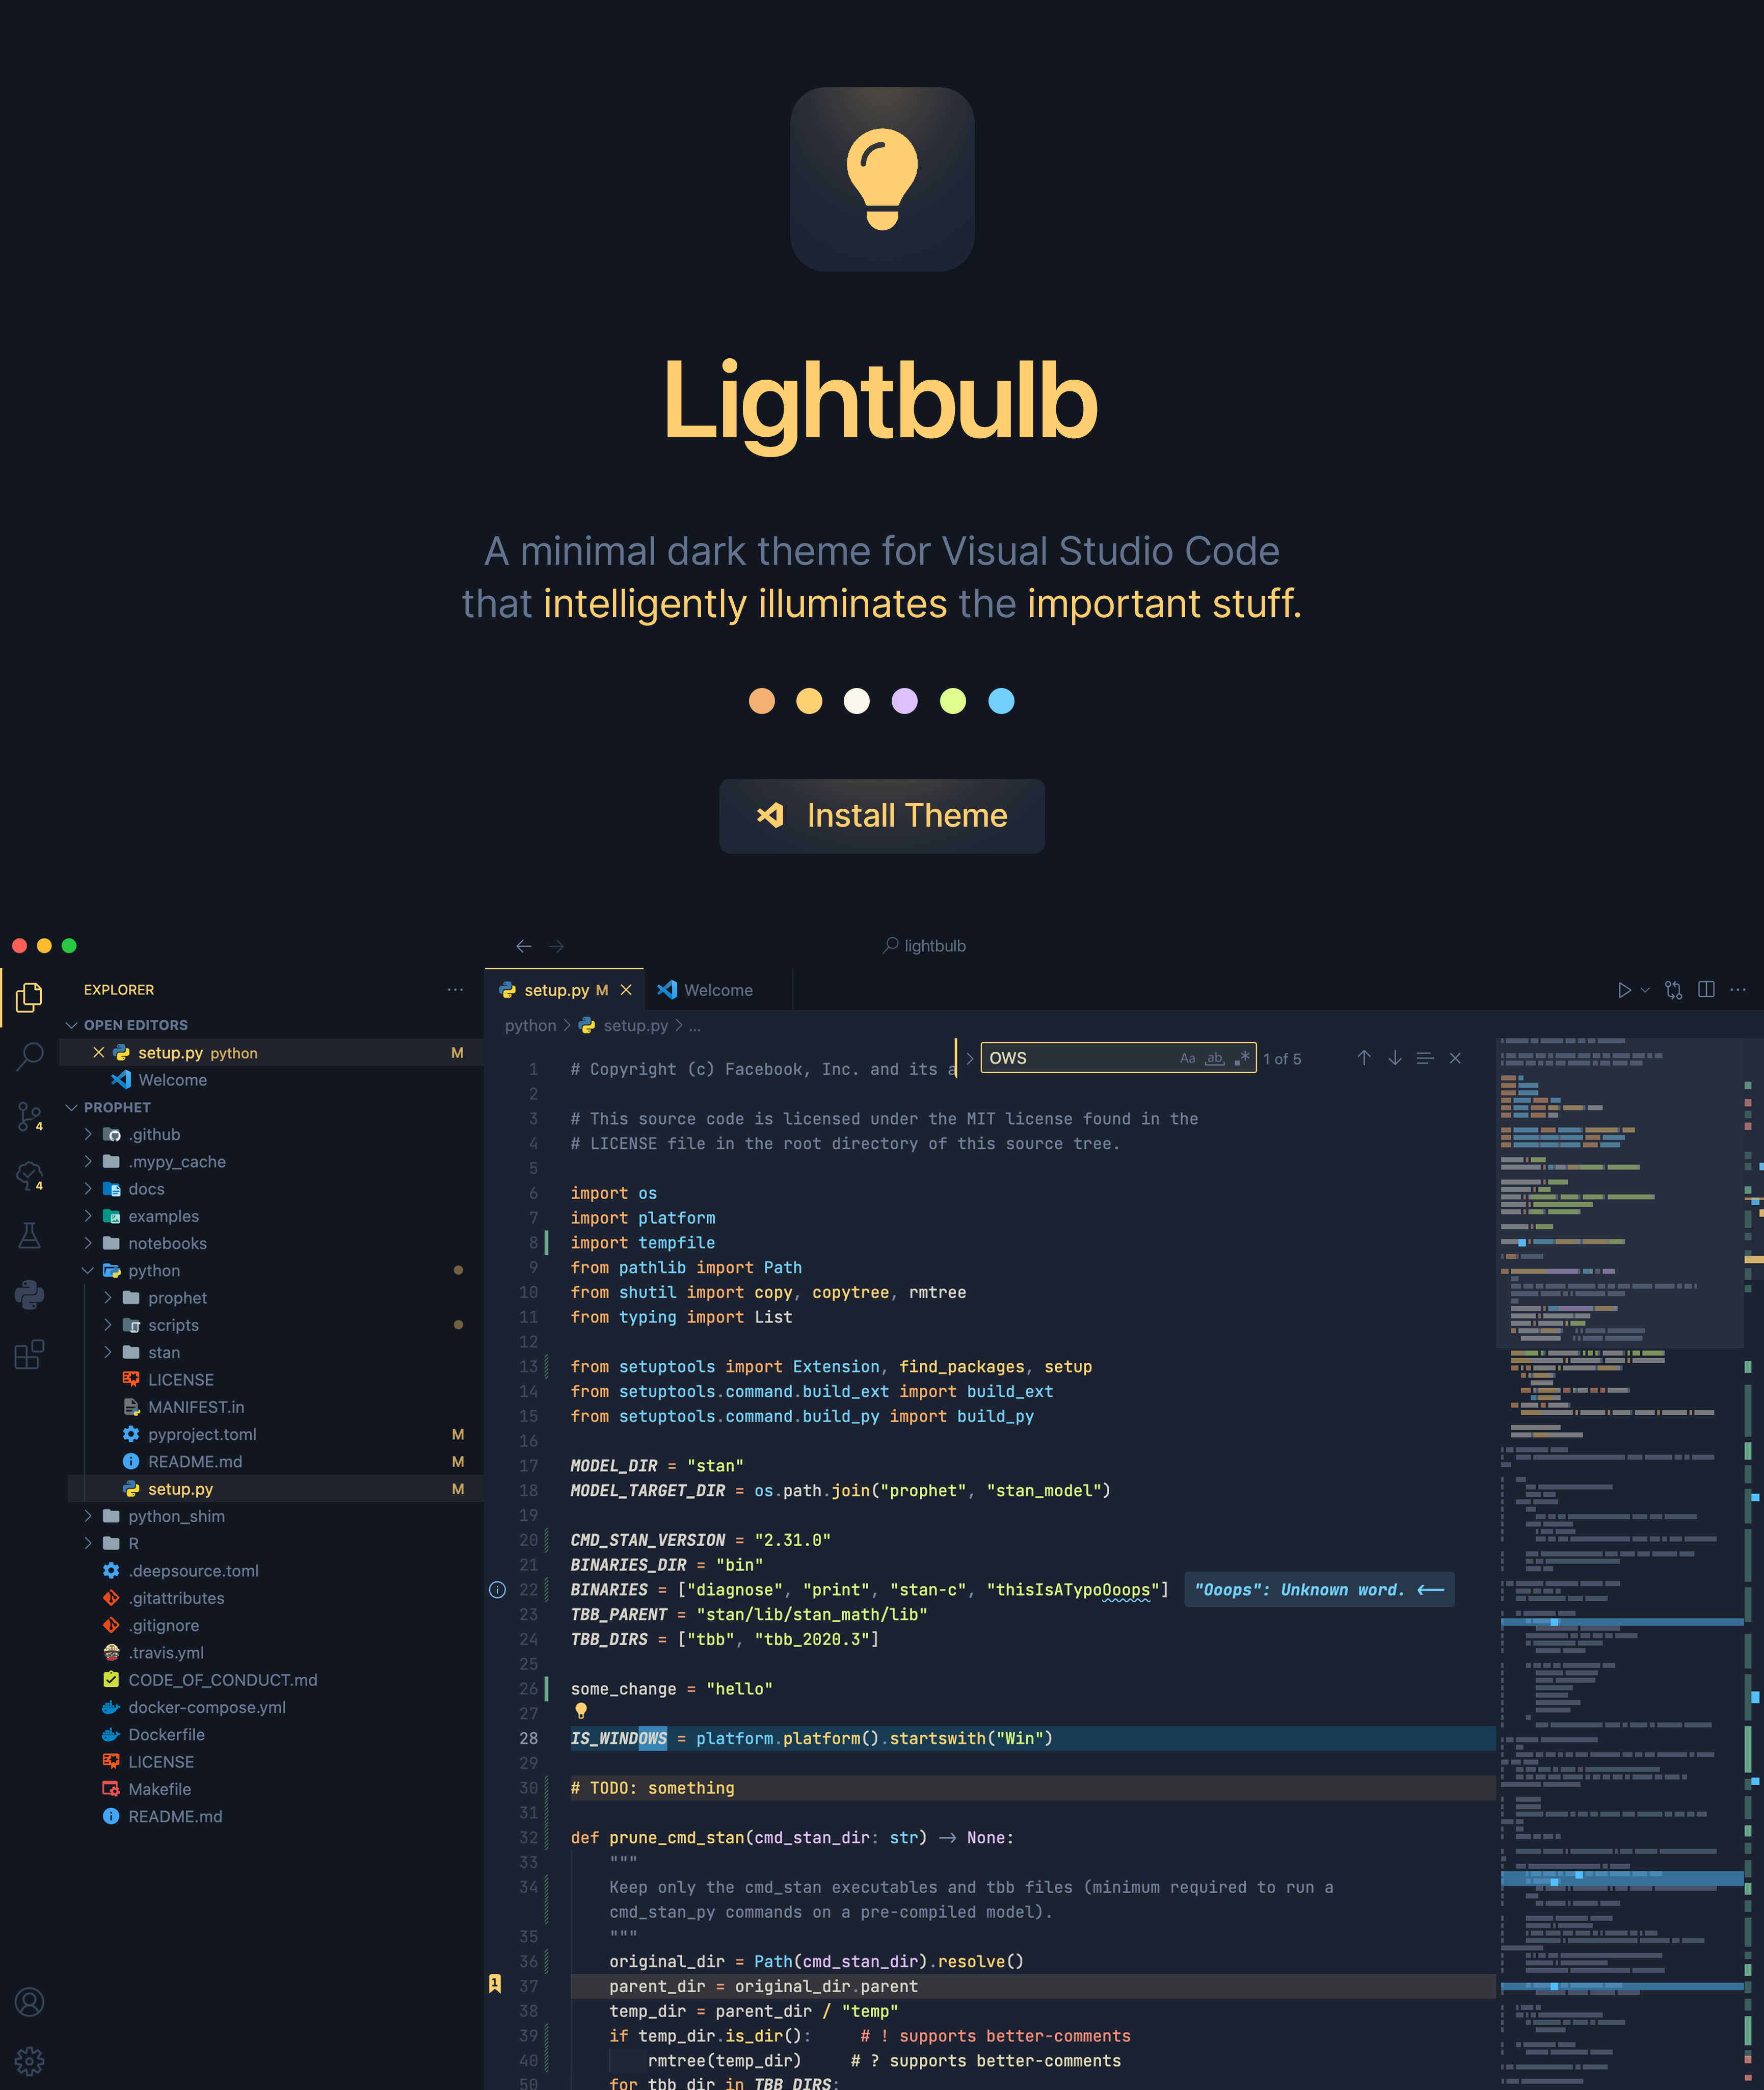 Lightbulb
A minimal dark theme for Visual Studio Code
that intelligently illuminates the important stuff.
Install Theme
lightbulb
EXPLORER
OPEN EDITORS
setup.py python M
Welcome
PROPHET
.github
.mypy_cache
docs
examples
notebooks
python
prophet
scripts
stan
LICENSE
MANIFEST.in
pyproject.toml M
README.md M
setup.py M
python_shim
R
.deepsource.toml
.gitattributes
.gitignore
.travis.yml
CODE_OF_CONDUCT.md
docker-compose.yml
Dockerfile
LICENSE
Makefile
README.md
4
4
setup.py M
Welcome
python > setup.py > ...
OWS Aa ab .* 1 of 5
1 # Copyright (c) Facebook, Inc. and its a
2
3 # This source code is licensed under the MIT license found in the
4 # LICENSE file in the root directory of this source tree.
5
6 import os
7 import platform
8 import tempfile
9 from pathlib import Path
10 from shutil import copy, copytree, rmtree
11 from typing import List
12
13 from setuptools import Extension, find_packages, setup
14 from setuptools.command.build_ext import build_ext
15 from setuptools.command.build_py import build_py
16
17 MODEL_DIR = "stan"
18 MODEL_TARGET_DIR = os.path.join("prophet", "stan_model")
19
20 CMD_STAN_VERSION = "2.31.0"
21 BINARIES_DIR = "bin"
22 BINARIES = ["diagnose", "print", "stan-c", "thisIsATypoOoops"] "Ooops": Unknown word. <—
23 TBB_PARENT = "stan/lib/stan_math/lib"
24 TBB_DIRS = ["tbb", "tbb_2020.3"]
25
26 some_change = "hello"
27
28 IS_WINDOWS = platform.platform().startswith("Win")
29
30 # TODO: something
31
32 def prune_cmd_stan(cmd_stan_dir: str) —> None:
33 """
34 Keep only the cmd_stan executables and tbb files (minimum required to run a
cmd_stan_py commands on a pre-compiled model).
35 """
36 original_dir = Path(cmd_stan_dir).resolve()
1 37 parent_dir = original_dir.parent
38 temp_dir = parent_dir / "temp"
39 if temp_dir.is_dir(): # ! supports better-comments
40 rmtree(temp_dir) # ? supports better-comments
50 for tbb_dir in TBB_DIRS: